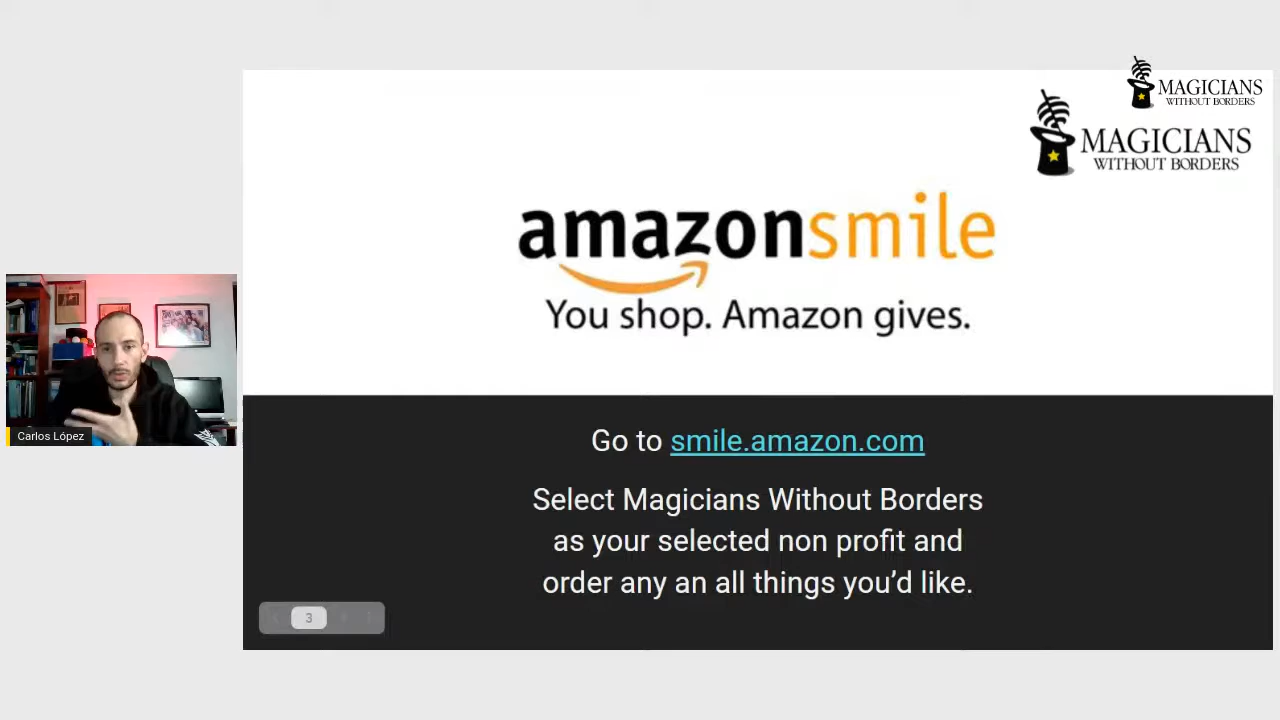 MAGICIANS
WITHOUT BORDERS
MAGICIANS
WITHOUT BORDERS
amazonsmile
You shop. Amazon gives.
Carlos López
Go to smile.amazon.com
Select Magicians Without Borders
as your selected non profit and
order any an all things you’d like.
3